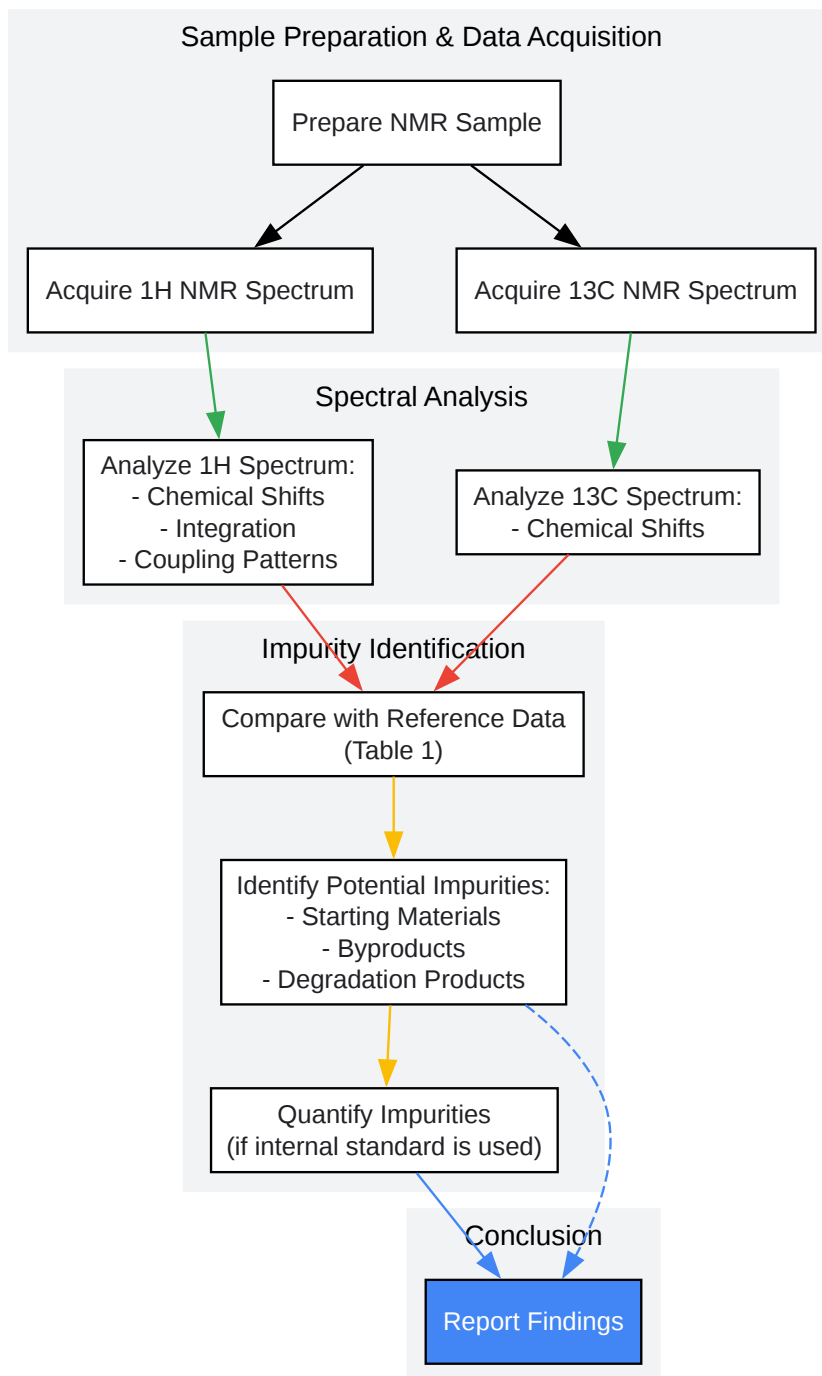 Sample Preparation & Data Acquisition
Prepare NMR Sample
Acquire 1H NMR Spectrum
Acquire 13C NMR Spectrum
Spectral Analysis
Analyze 1H Spectrum:
- Chemical Shifts
- Integration
- Coupling Patterns
Analyze 13C Spectrum:
- Chemical Shifts
Impurity Identification
Compare with Reference Data
(Table 1)
Identify Potential Impurities:
- Starting Materials
- Byproducts
- Degradation Products
Quantify Impurities
(if internal standard is used)
Conclusion
Report Findings